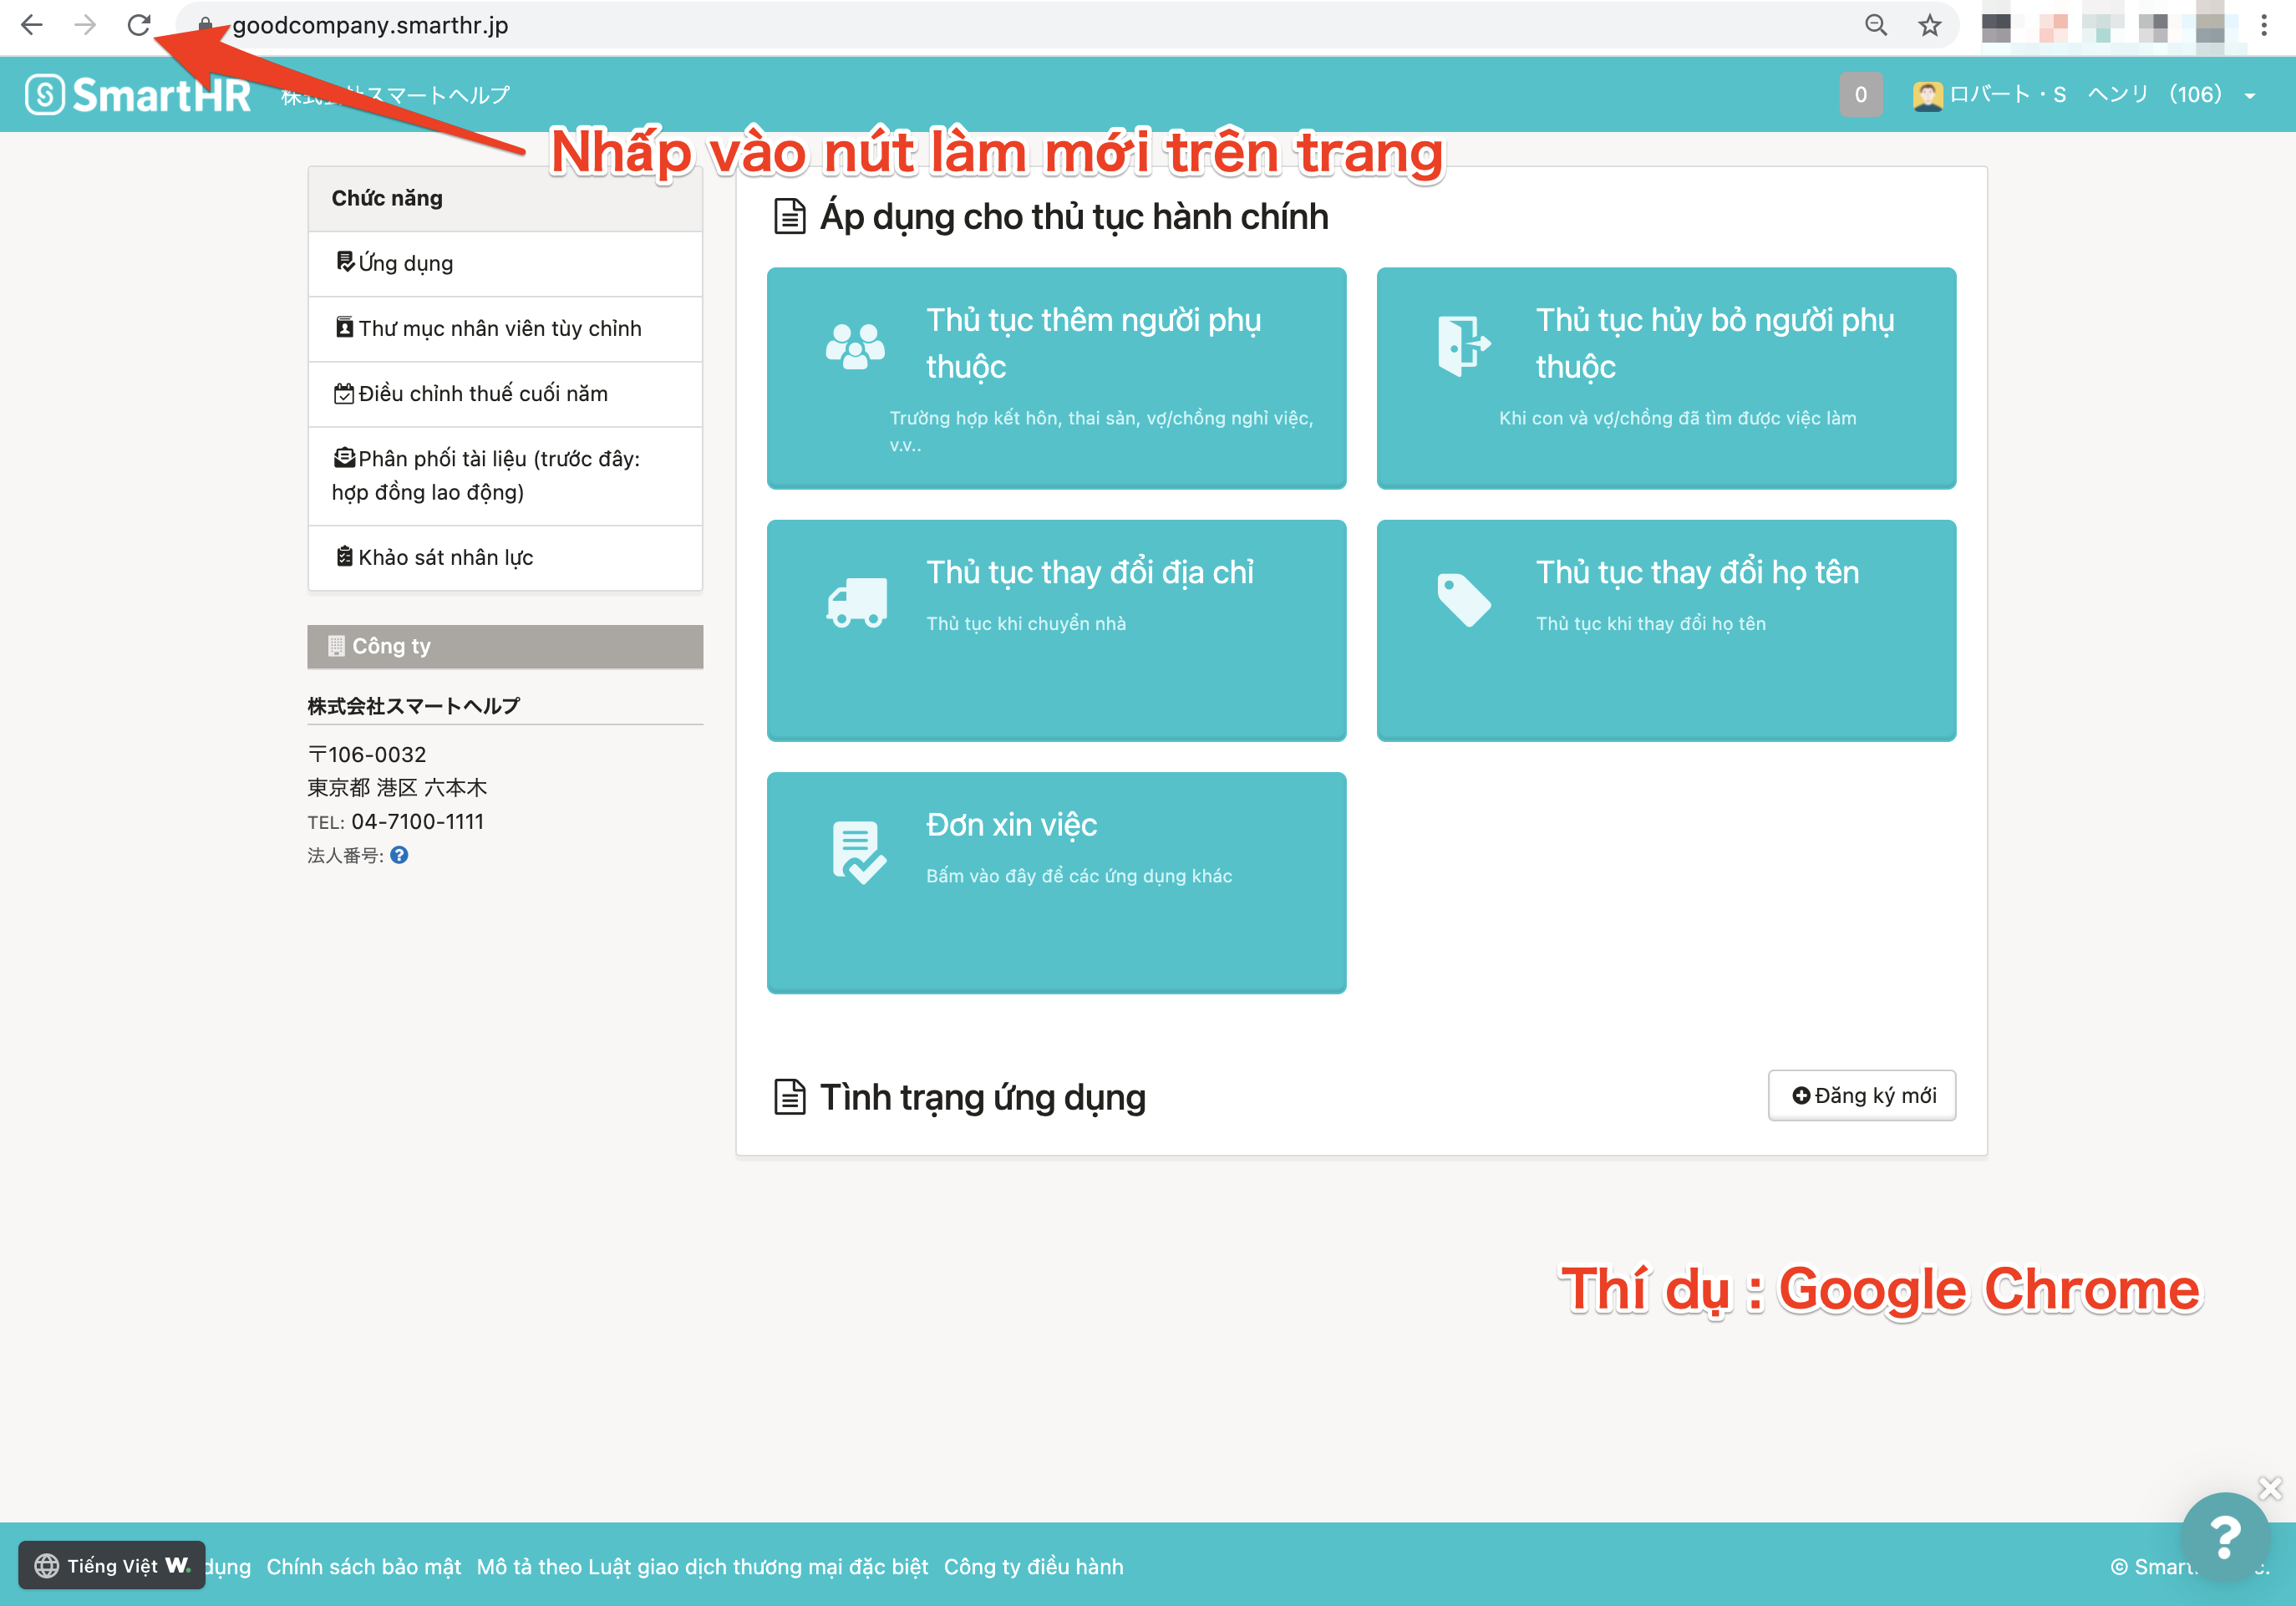 goodcompany.smarthr.jp
SmartHR
スマートヘルプ
0
ロバート・S ヘンリ (106)
Nhấp vào nút làm mới trên trang
Chức năng
Ứng dụng
Thư mục nhân viên tùy chỉnh
Điều chỉnh thuế cuối năm
Phân phối tài liệu (trước đây:
hợp đồng lao động)
Khảo sát nhân lực
Công ty
株式会社スマートヘルプ
〒106-0032
東京都 港区 六本木
TEL: 04-7100-1111
法人番号: ?
Áp dụng cho thủ tục hành chính
Thủ tục thêm người phụ
thuộc
Trường hợp kết hôn, thai sản, vợ/chồng nghỉ việc,
v.v..
Thủ tục hủy bỏ người phụ
thuộc
Khi con và vợ/chồng đã tìm được việc làm
Thủ tục thay đổi địa chỉ
Thủ tục khi chuyển nhà
Thủ tục thay đổi họ tên
Thủ tục khi thay đổi họ tên
Đơn xin việc
Bấm vào đây để các ứng dụng khác
Tình trạng ứng dụng
Đăng ký mới
Thí dụ : Google Chrome
?
Tiếng Việt W.
dụng Chính sách bảo mật Mô tả theo Luật giao dịch thương mại đặc biệt Công ty điều hành
©